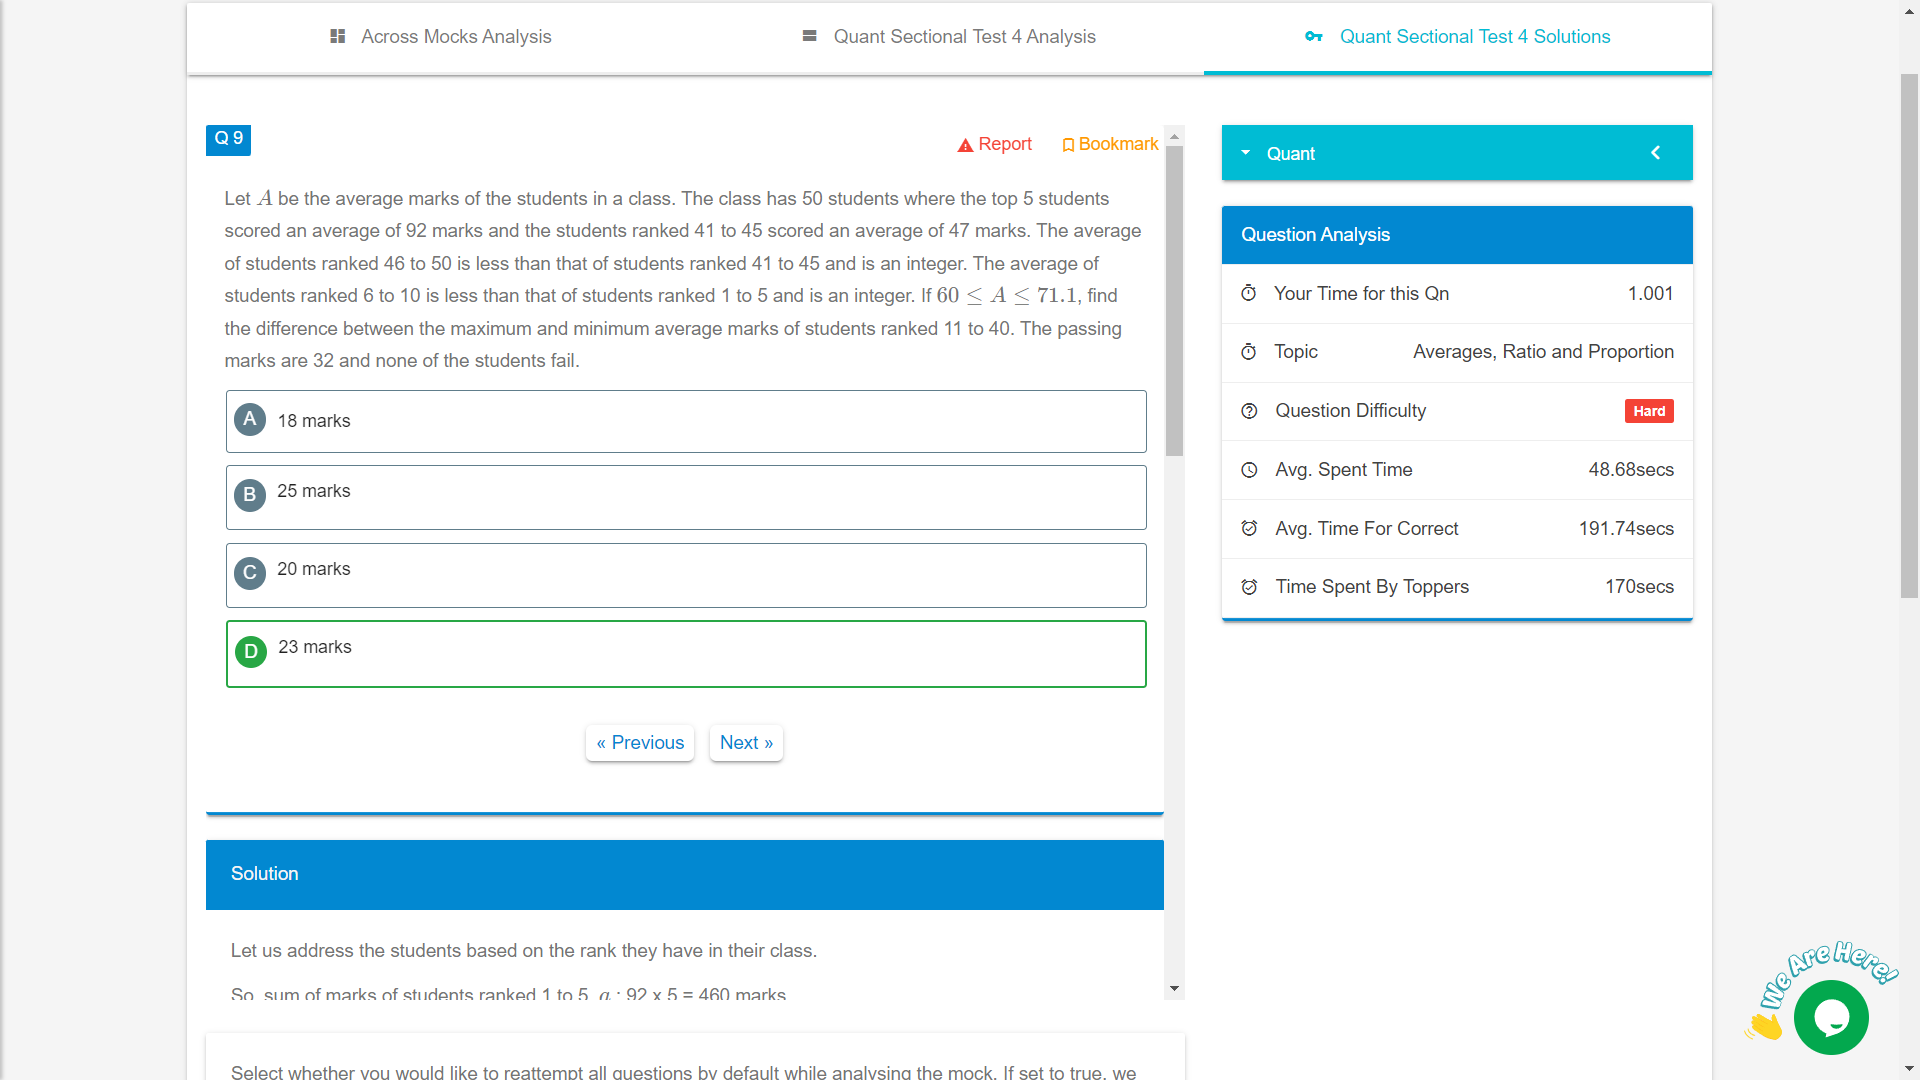 Across Mocks Analysis
Quant Sectional Test 4 Analysis
Quant Sectional Test 4 Solutions
Q 9
Report
Bookmark
Let A be the average marks of the students in a class. The class has 50 students where the top 5 students
scored an average of 92 marks and the students ranked 41 to 45 scored an average of 47 marks. The average
of students ranked 46 to 50 is less than that of students ranked 41 to 45 and is an integer. The average of
students ranked 6 to 10 is less than that of students ranked 1 to 5 and is an integer. If 60 ≤ A ≤ 71.1, find
the difference between the maximum and minimum average marks of students ranked 11 to 40. The passing
marks are 32 and none of the students fail.
A 18 marks
B 25 marks
C 20 marks
D 23 marks
« Previous
Next »
Solution
Let us address the students based on the rank they have in their class.
So, sum of marks of students ranked 1 to 5, a : 92 x 5 = 460 marks
Select whether you would like to reattempt all questions by default while analysing the mock. If set to true, we
Quant
Question Analysis
Your Time for this Qn 1.001
Topic Averages, Ratio and Proportion
Question Difficulty Hard
Avg. Spent Time 48.68secs
Avg. Time For Correct 191.74secs
Time Spent By Toppers 170secs
We Are Here!